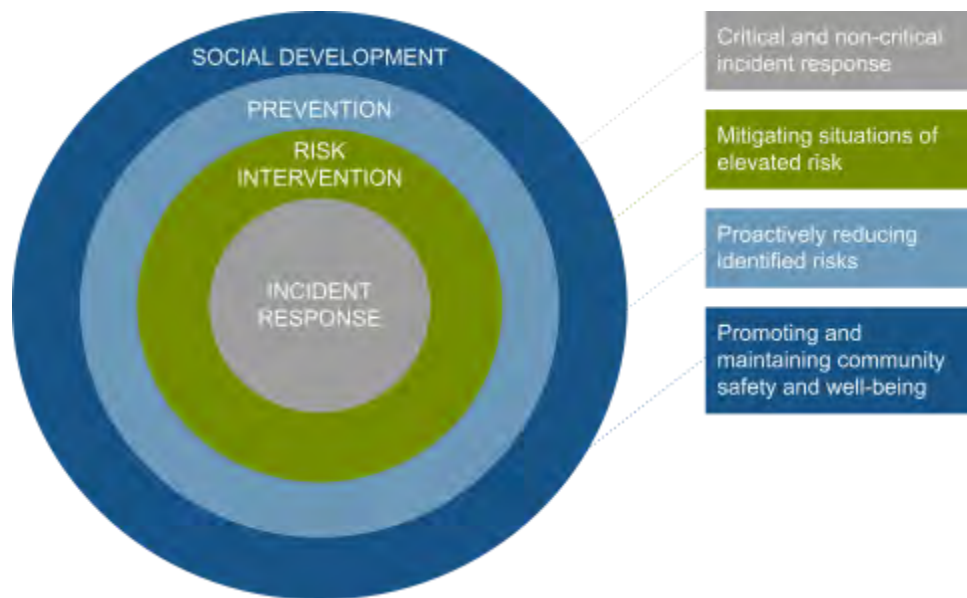 SOCIAL DEVELOPMENT
PREVENTION
RISK
INTERVENTION
INCIDENT
RESPONSE
Critical and non-critical
incident response
Mitigating situations of
elevated risk
Proactively reducing
identified risks
Promoting and
maintaining community
safety and well-being